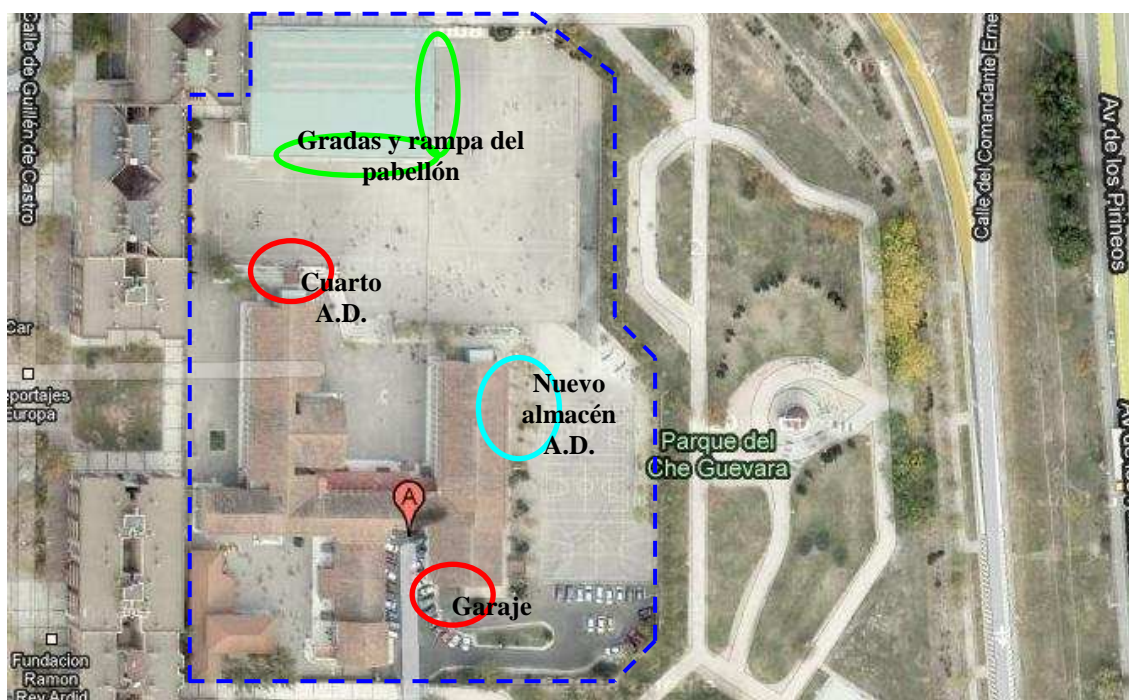 Calle de Guillén de Castro
Gradas y rampa del
pabellón
Cuarto
A.D.
Nuevo
almacén
A.D.
Garaje
A
Parque del
Che Guevara
Calle del Comandante Erne
Av de los Pirineos
Car
portajes
Europa
Fundacion
Ramon
Rey Ardid